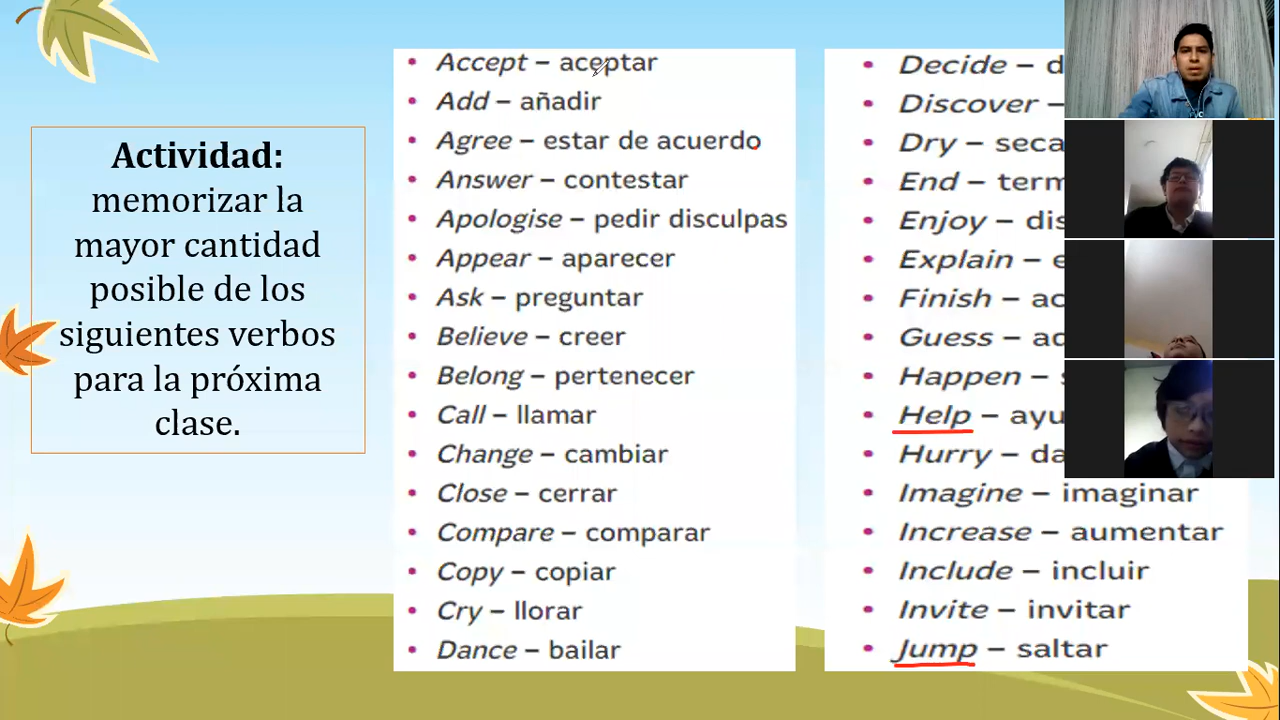 Actividad:
memorizar la
mayor cantidad
posible de los
siguientes verbos
para la próxima
clase.
Accept – aceptar
Add – añadir
Agree – estar de acuerdo
Answer – contestar
Apologise – pedir disculpas
Appear – aparecer
Ask – preguntar
Believe – creer
Belong – pertenecer
Call – llamar
Change – cambiar
Close – cerrar
Compare – comparar
Copy – copiar
Cry – llorar
Dance – bailar
Decide –
Discover –
Dry –
End –
Enjoy –
Explain –
Finish –
Guess –
Happen –
Help –
Hurry –
Imagine – imaginar
Increase – aumentar
Include – incluir
Invite – invitar
Jump – saltar